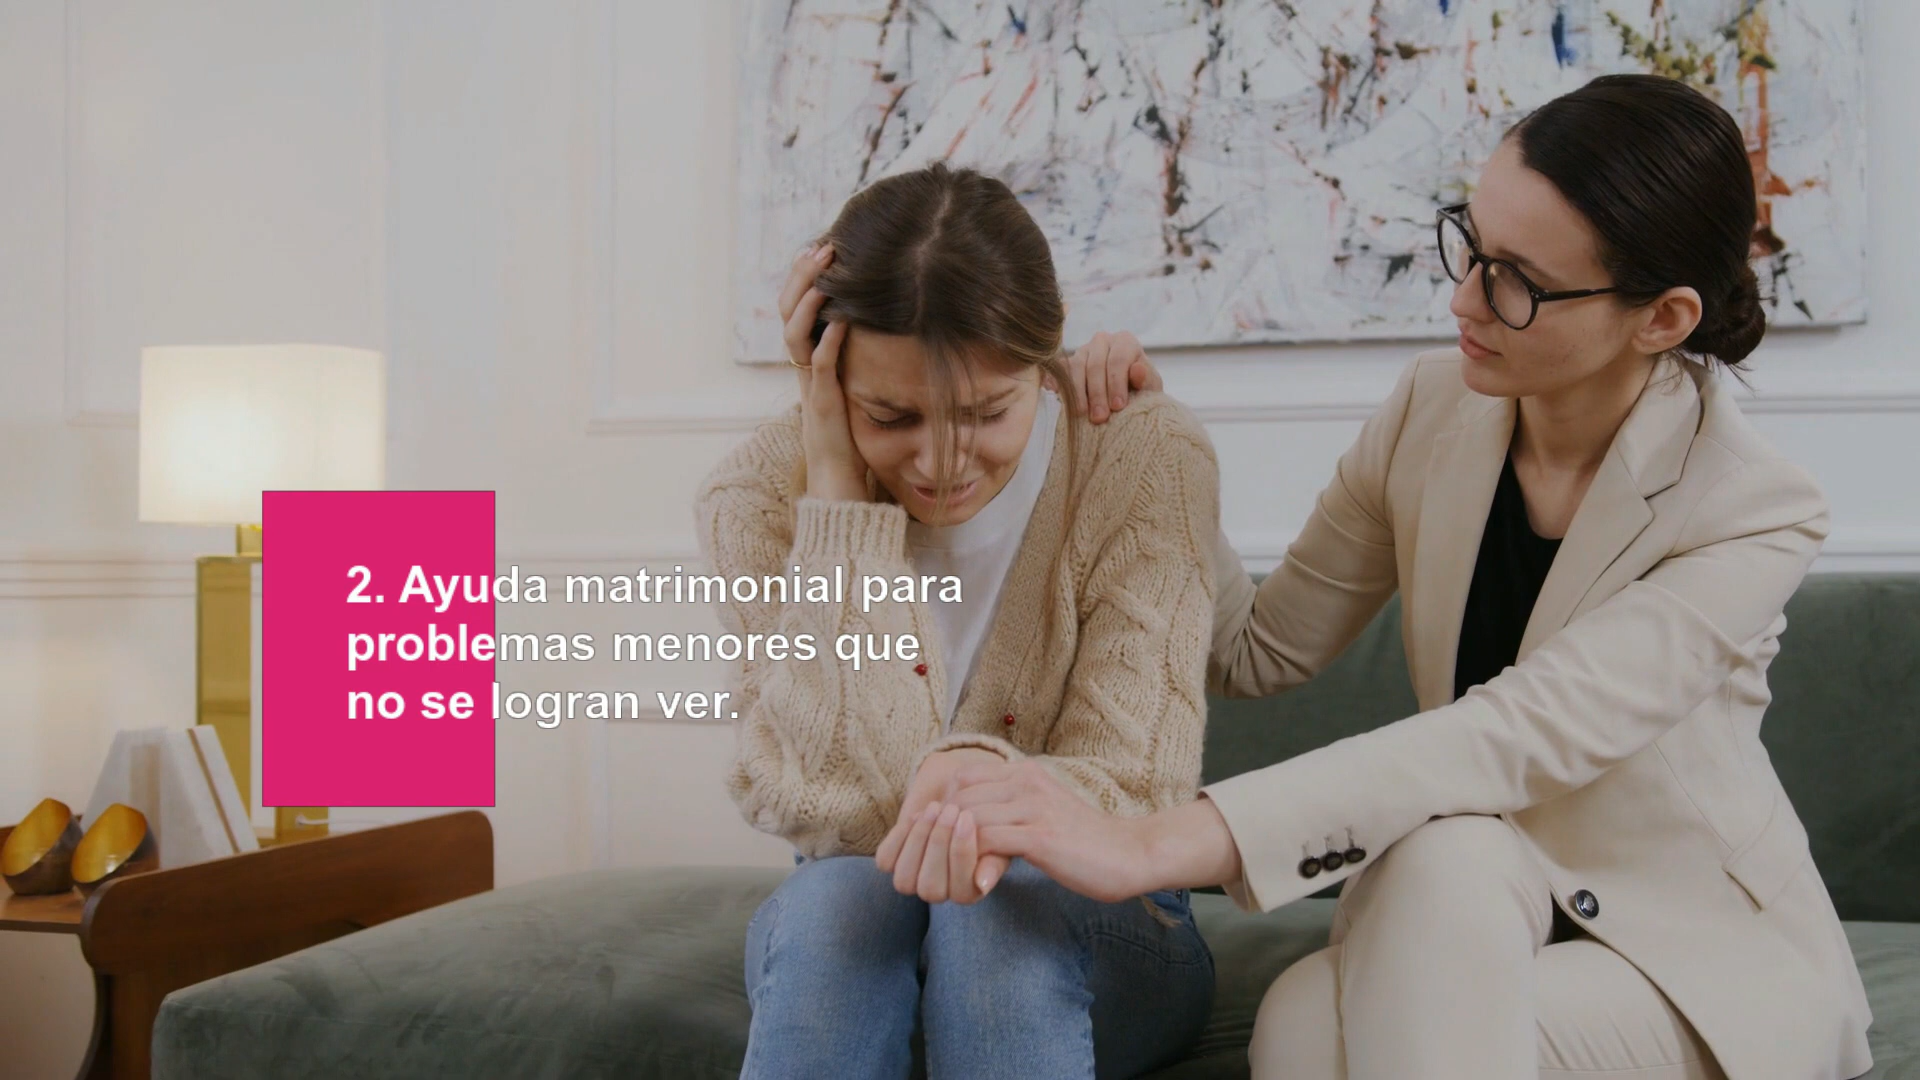 2. Ayuda matrimonial para
problemas menores que
no se logran ver.